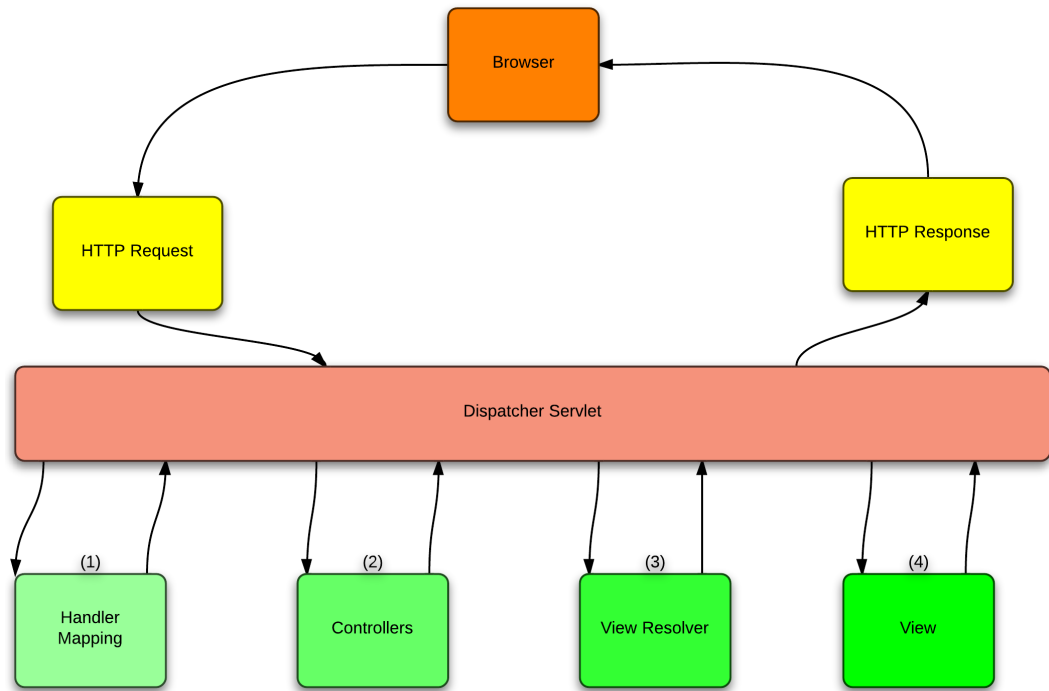 Browser
HTTP Request
HTTP Response
Dispatcher Servlet
(1)
(2)
(3)
(4)
Handler
Mapping
Controllers
View Resolver
View